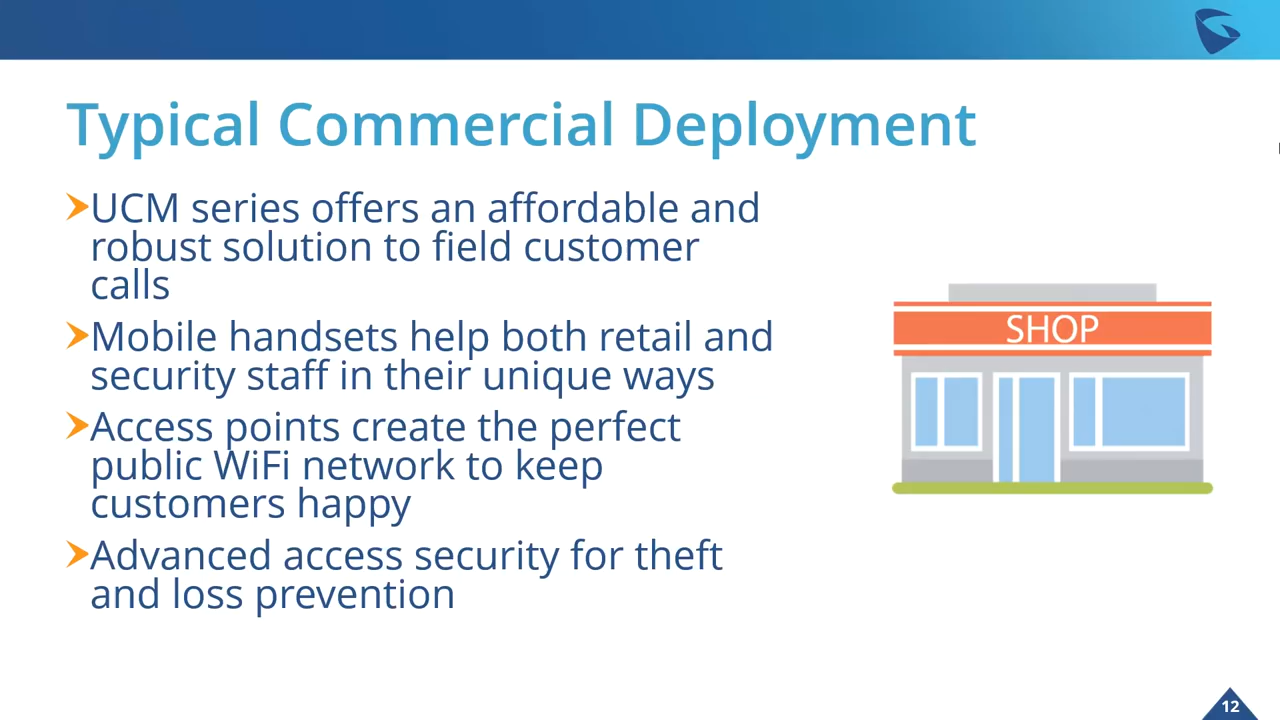 Typical Commercial Deployment
UCM series offers an affordable and
robust solution to field customer
calls
Mobile handsets help both retail and
security staff in their unique ways
Access points create the perfect
public WiFi network to keep
customers happy
Advanced access security for theft
and loss prevention
SHOP
12